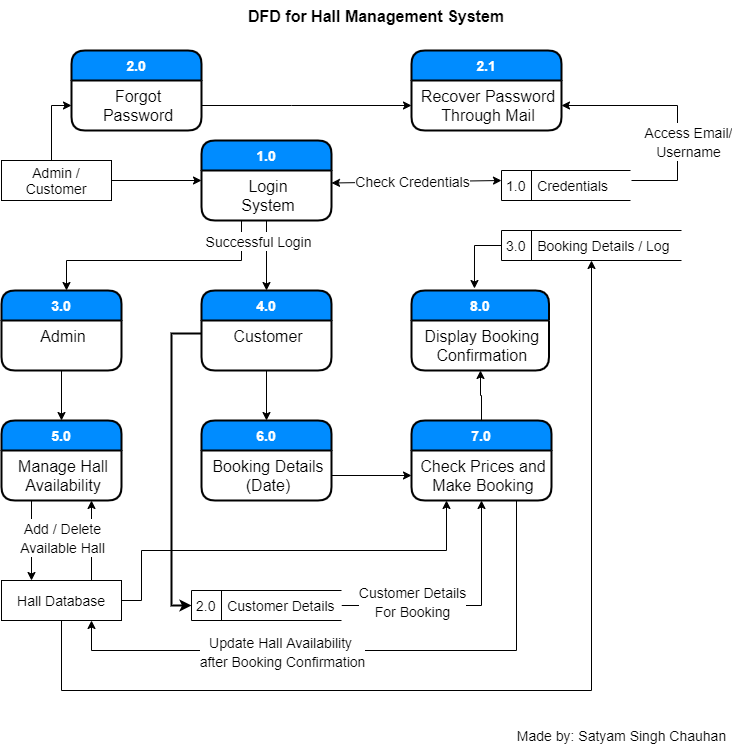 DFD for Hall Management System
2.0
Forgot
Password
2.1
Recover Password
Through Mail
Access Email/
Username
Admin /
Customer
1.0
Login
System
Check Credentials
1.0 Credentials
Successful Login
3.0 Booking Details / Log
3.0
Admin
4.0
Customer
8.0
Display Booking
Confirmation
5.0
Manage Hall
Availability
6.0
Booking Details
(Date)
7.0
Check Prices and
Make Booking
Add / Delete
Available Hall
Hall Database
2.0 Customer Details
Customer Details
For Booking
Update Hall Availability
after Booking Confirmation
Made by: Satyam Singh Chauhan